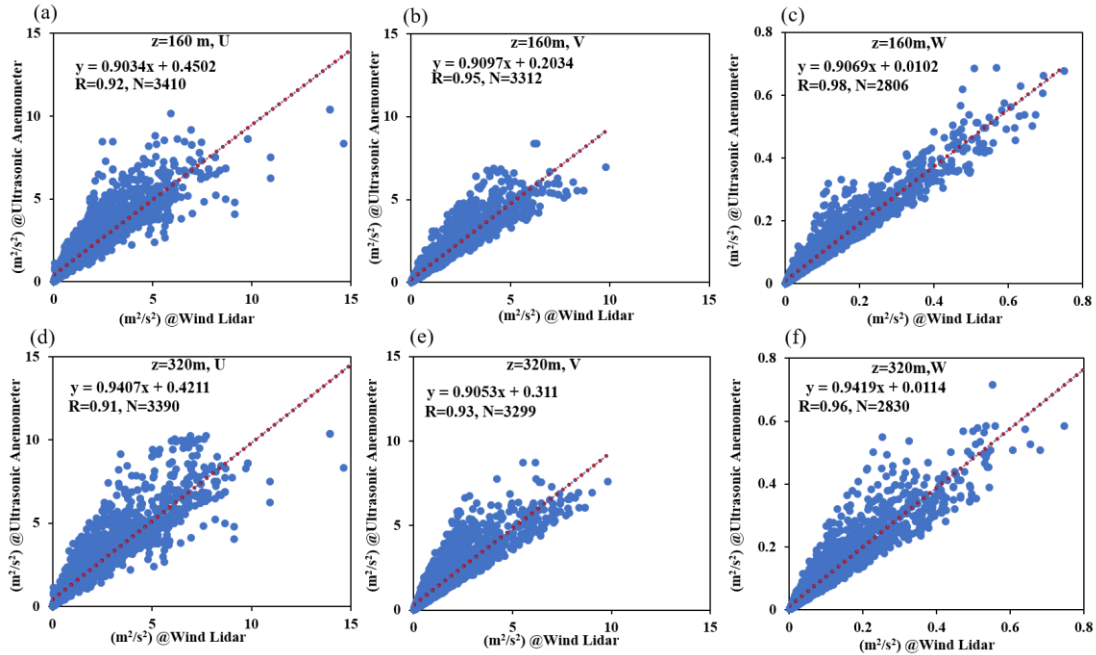 (a)
z=160 m, U
y = 0.9034x + 0.4502
R=0.92, N=3410
(m²/s²) @Ultrasonic Anemometer
15
10
5
0
0
5
10
15
(m²/s²) @Wind Lidar
(b)
z=160m, V
y = 0.9097x + 0.2034
R=0.95, N=3312
(m²/s²) @Ultrasonic Anemometer
15
10
5
0
0
5
10
15
(m²/s²) @Wind Lidar
(c)
z=160m,W
y = 0.9069x + 0.0102
R=0.98, N=2806
(m²/s²) @Ultrasonic Anemometer
0.8
0.6
0.4
0.2
0
0
0.2
0.4
0.6
0.8
(m²/s²) @Wind Lidar
(d)
z=320m, U
y = 0.9407x + 0.4211
R=0.91, N=3390
(m²/s²) @Ultrasonic Anemometer
15
10
5
0
0
5
10
15
(m²/s²) @Wind Lidar
(e)
z=320m, V
y = 0.9053x + 0.311
R=0.93, N=3299
(m²/s²) @Ultrasonic Anemometer
15
10
5
0
0
5
10
15
(m²/s²) @Wind Lidar
(f)
z=320m,W
y = 0.9419x + 0.0114
R=0.96, N=2830
(m²/s²) @Ultrasonic Anemometer
0.8
0.6
0.4
0.2
0
0
0.2
0.4
0.6
0.8
(m²/s²) @Wind Lidar